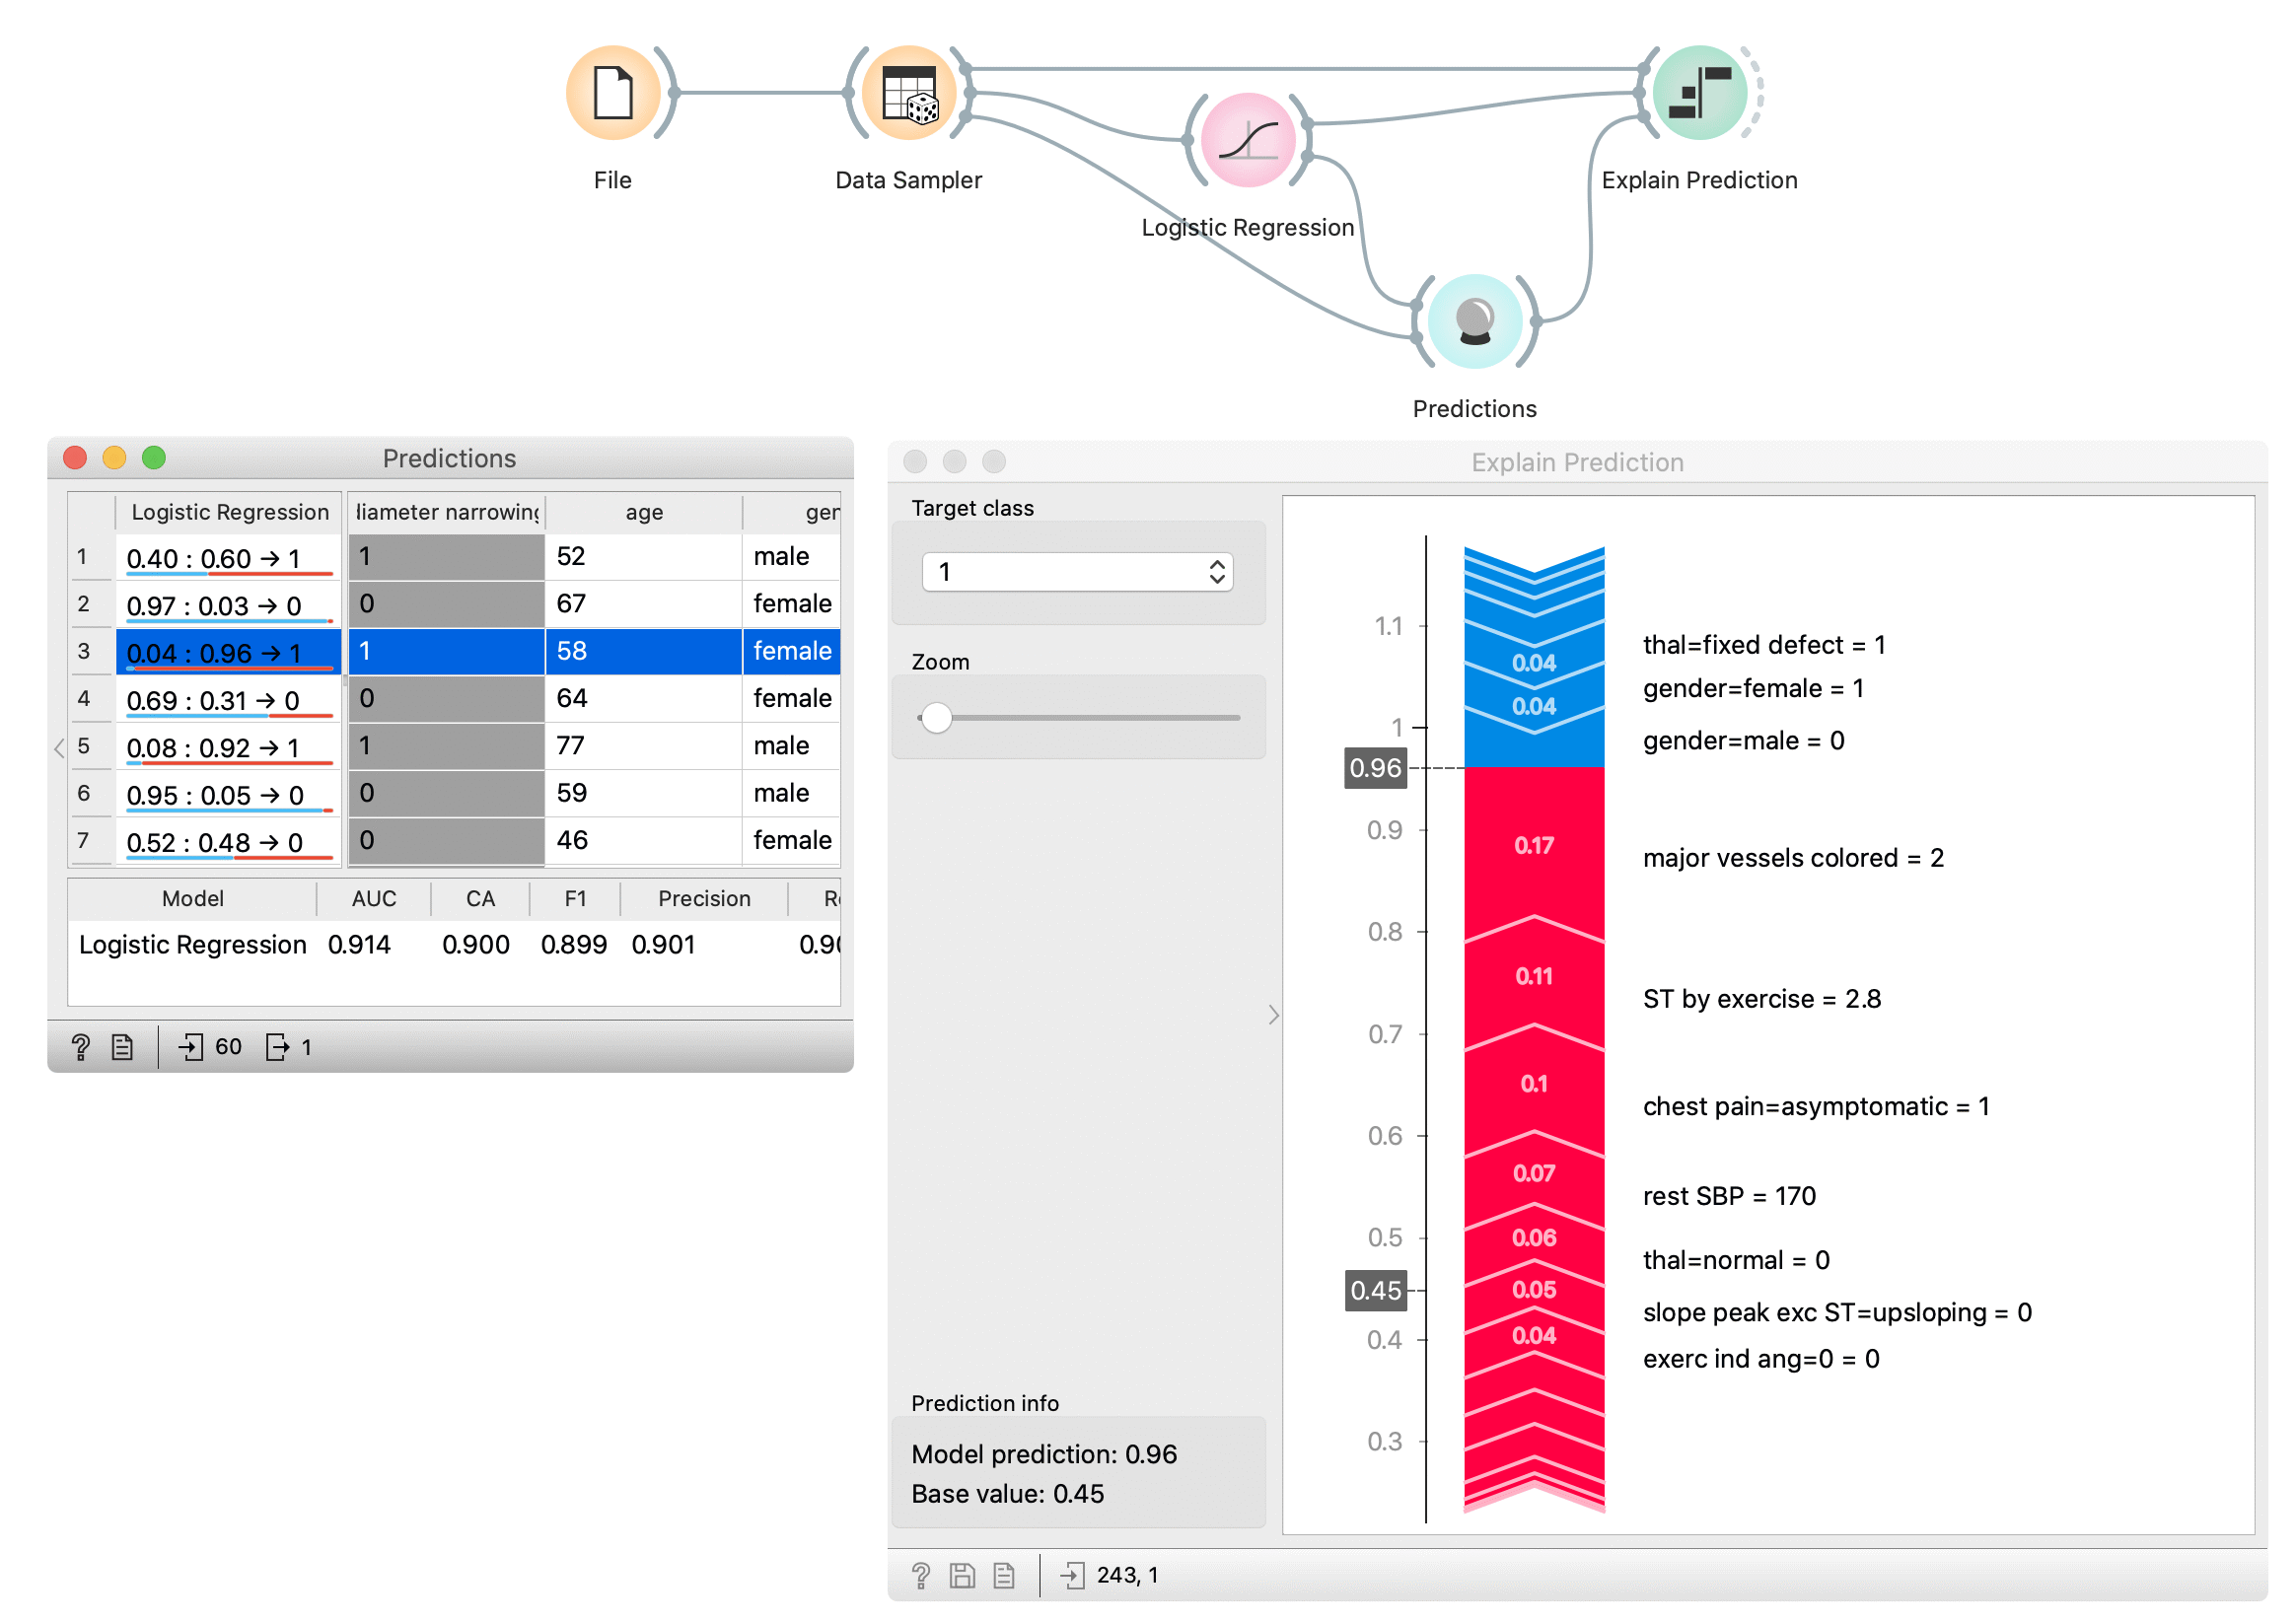 File
Data Sampler
Logistic Regression
Explain Prediction
Predictions
Predictions
Logistic Regression diameter narrowing age gen
1 0.40 : 0.60 → 1 1 52 male
2 0.97 : 0.03 → 0 0 67 female
3 0.04 : 0.96 → 1 1 58 female
4 0.69 : 0.31 → 0 0 64 female
5 0.08 : 0.92 → 1 1 77 male
6 0.95 : 0.05 → 0 0 59 male
7 0.52 : 0.48 → 0 0 46 female
Model AUC CA F1 Precision Re
Logistic Regression 0.914 0.900 0.899 0.901 0.90
? 60 1
Explain Prediction
Target class
1
Zoom
Prediction info
Model prediction: 0.96
Base value: 0.45
1.1
1
0.96
0.9
0.8
0.7
0.6
0.5
0.45
0.4
0.3
0.04
0.04
0.17
0.11
0.1
0.07
0.06
0.05
0.04
thal=fixed defect = 1
gender=female = 1
gender=male = 0
major vessels colored = 2
ST by exercise = 2.8
chest pain=asymptomatic = 1
rest SBP = 170
thal=normal = 0
slope peak exc ST=upsloping = 0
exerc ind ang=0 = 0
? 243, 1